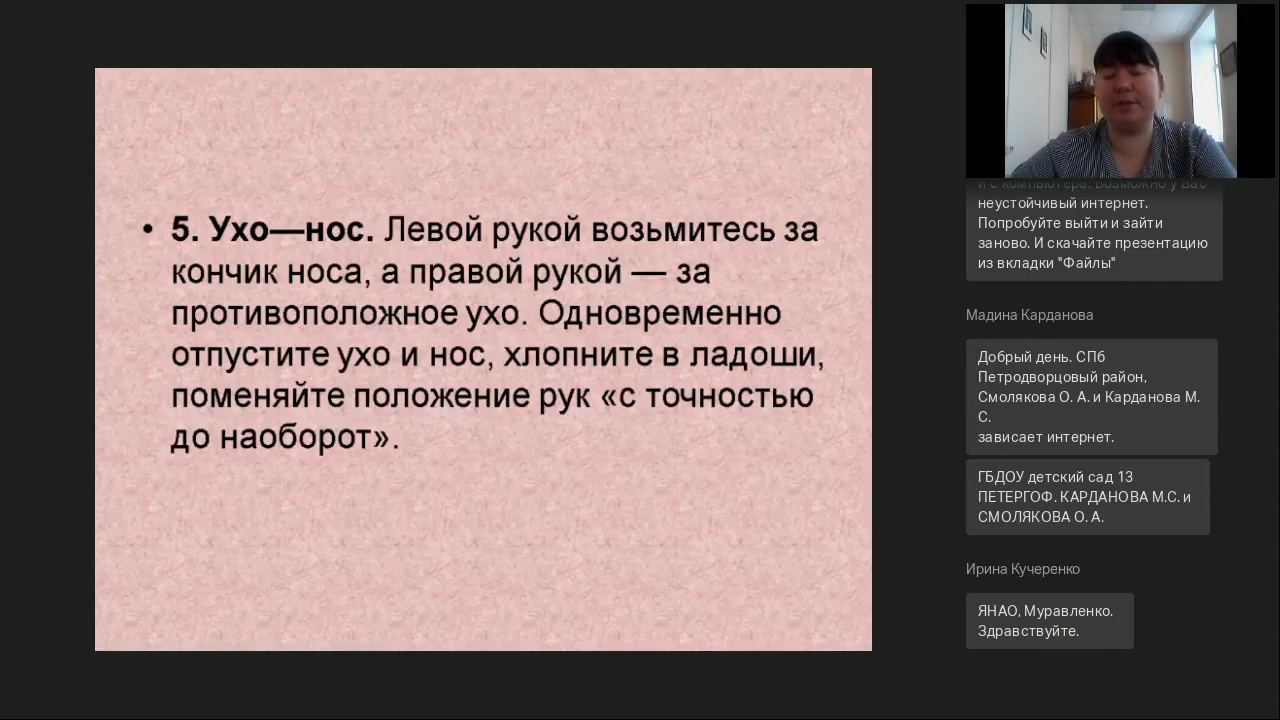 • 5. Ухо—нос. Левой рукой возьмитесь за
кончик носа, а правой рукой — за
противоположное ухо. Одновременно
отпустите ухо и нос, хлопните в ладоши,
поменяйте положение рук «с точностью
до наоборот».
и с компьютера. Возможно у Вас
неустойчивый интернет.
Попробуйте выйти и зайти
заново. И скачайте презентацию
из вкладки "Файлы"
Мадина Карданова
Добрый день. СПб
Петродворцовый район,
Смолякова О. А. и Карданова М.
С.
зависает интернет.
ГБДОУ детский сад 13
ПЕТЕРГОФ. КАРДАНОВА М.С. и
СМОЛЯКОВА О. А.
Ирина Кучеренко
ЯНАО, Муравленко.
Здравствуйте.